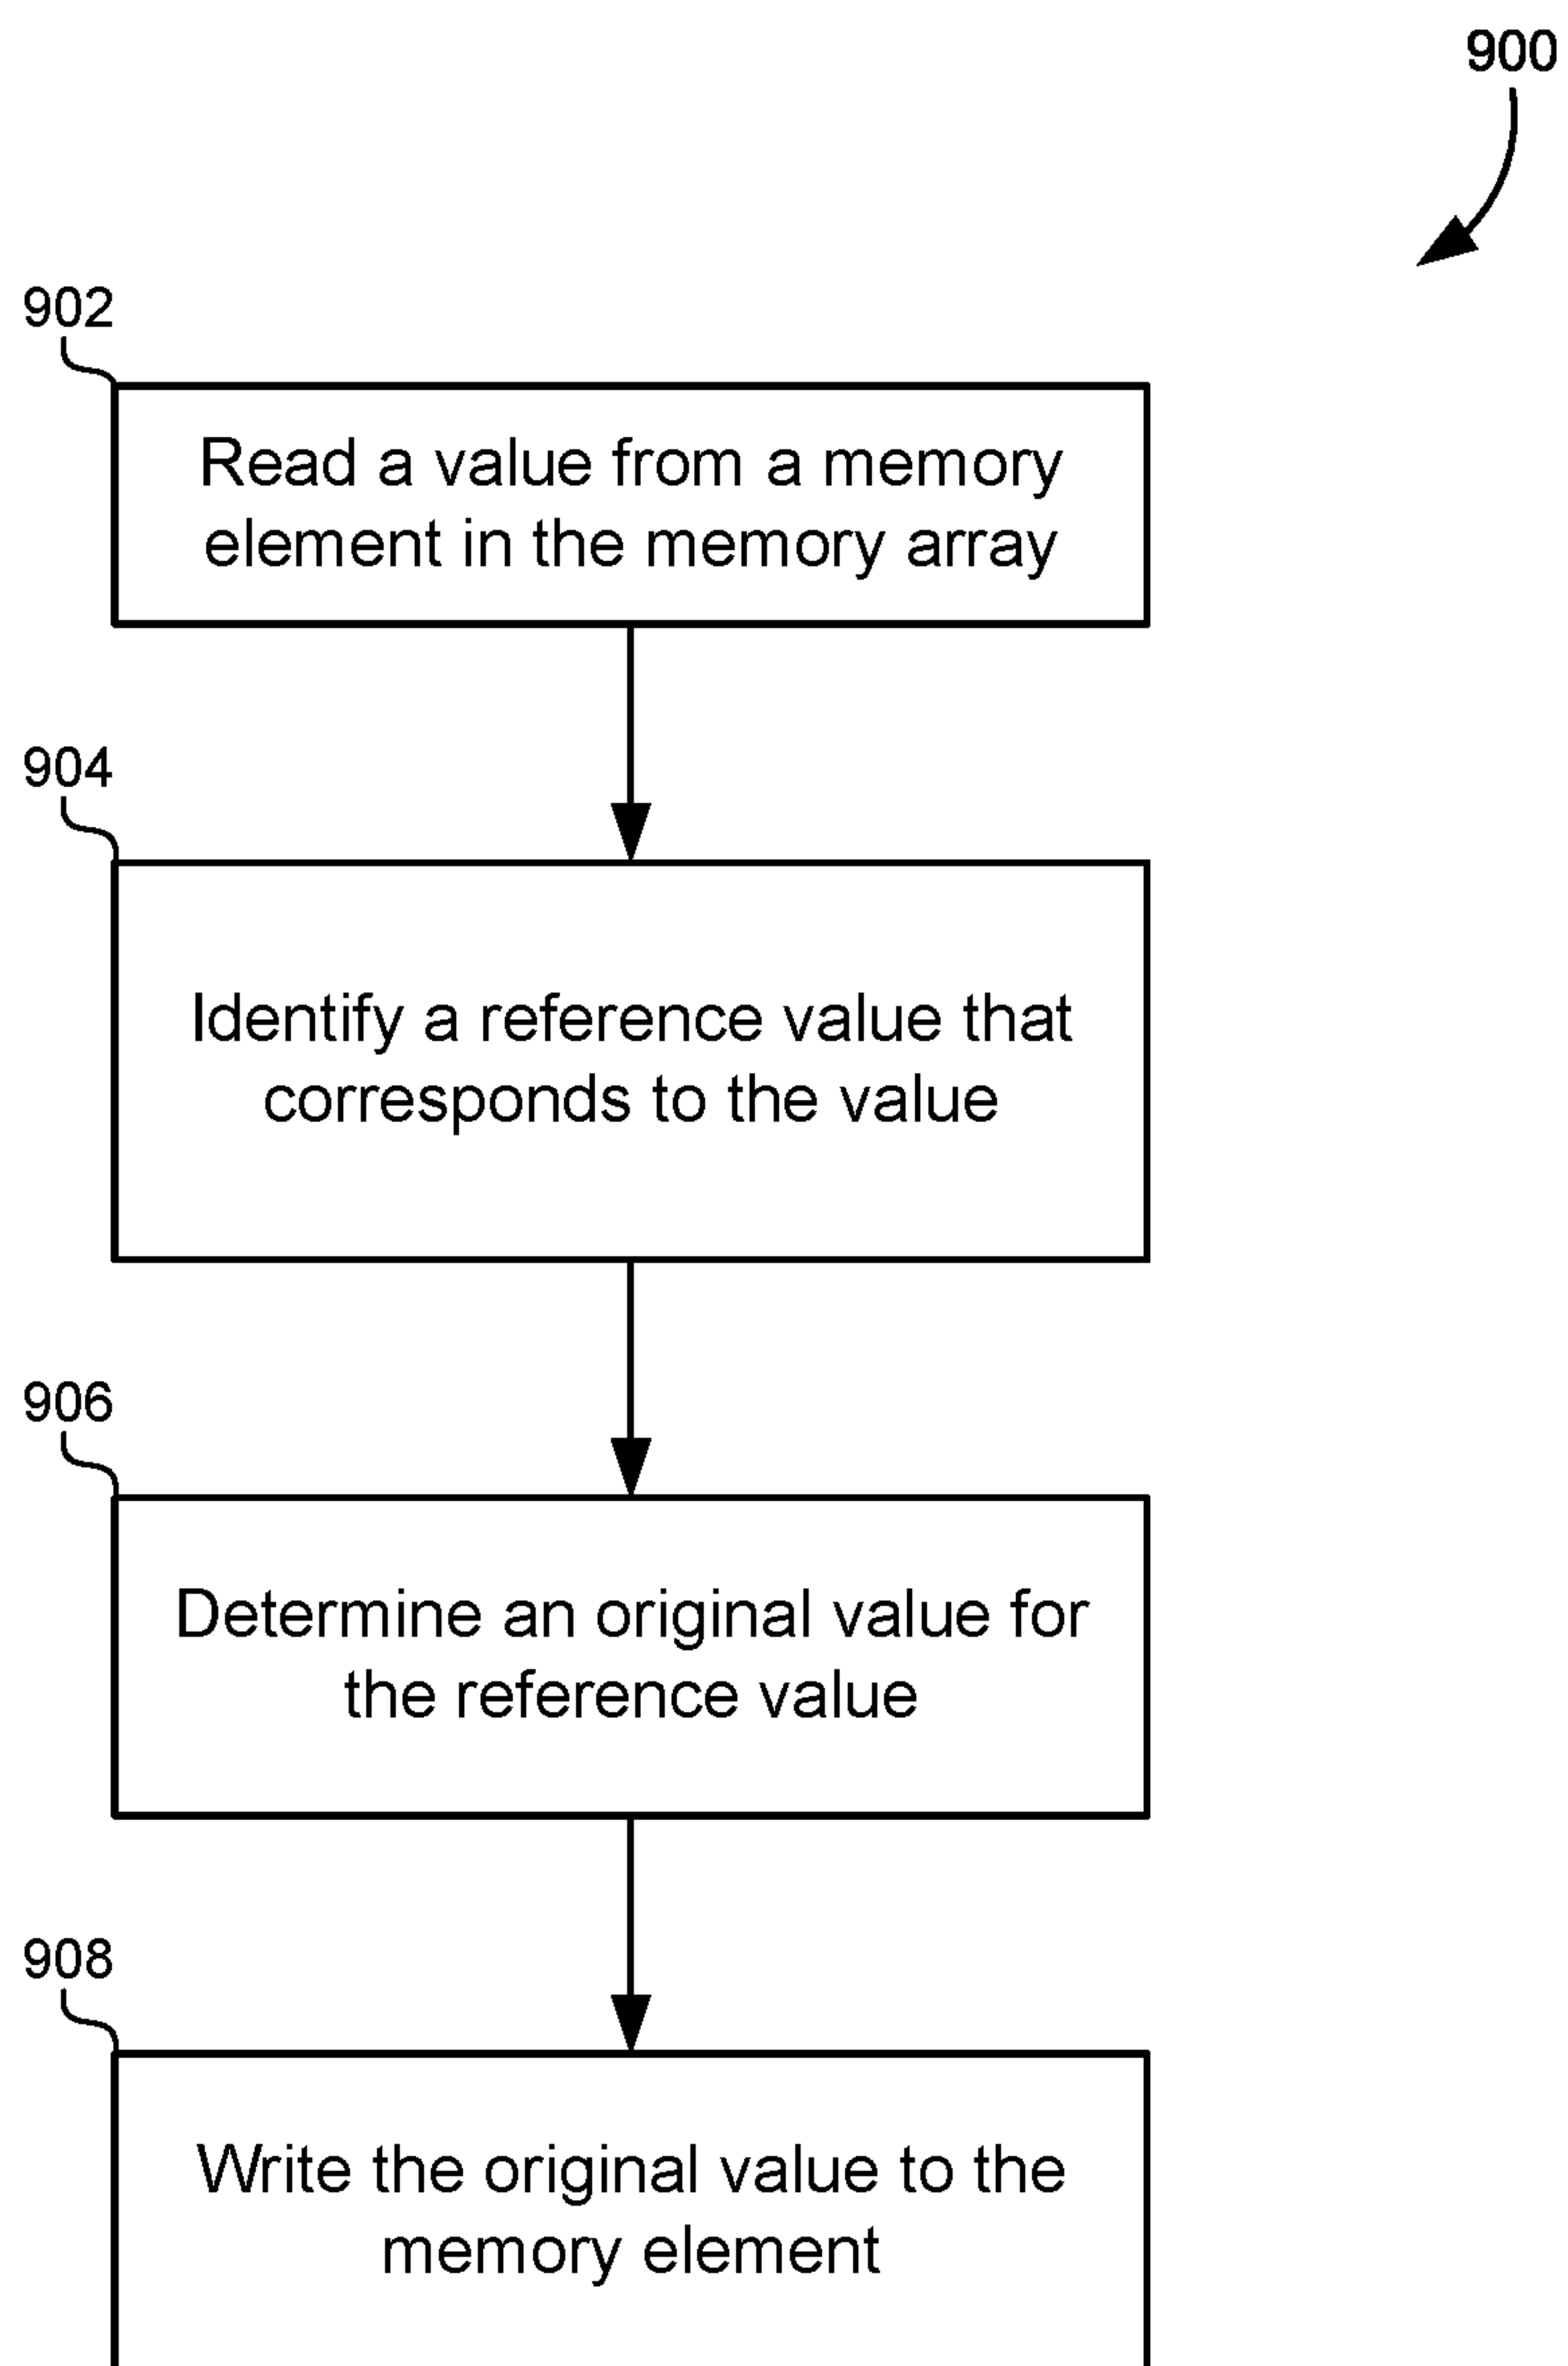 900
902
Read a value from a memory
element in the memory array
904
Identify a reference value that
corresponds to the value
906
Determine an original value for
the reference value
908
Write the original value to the
memory element